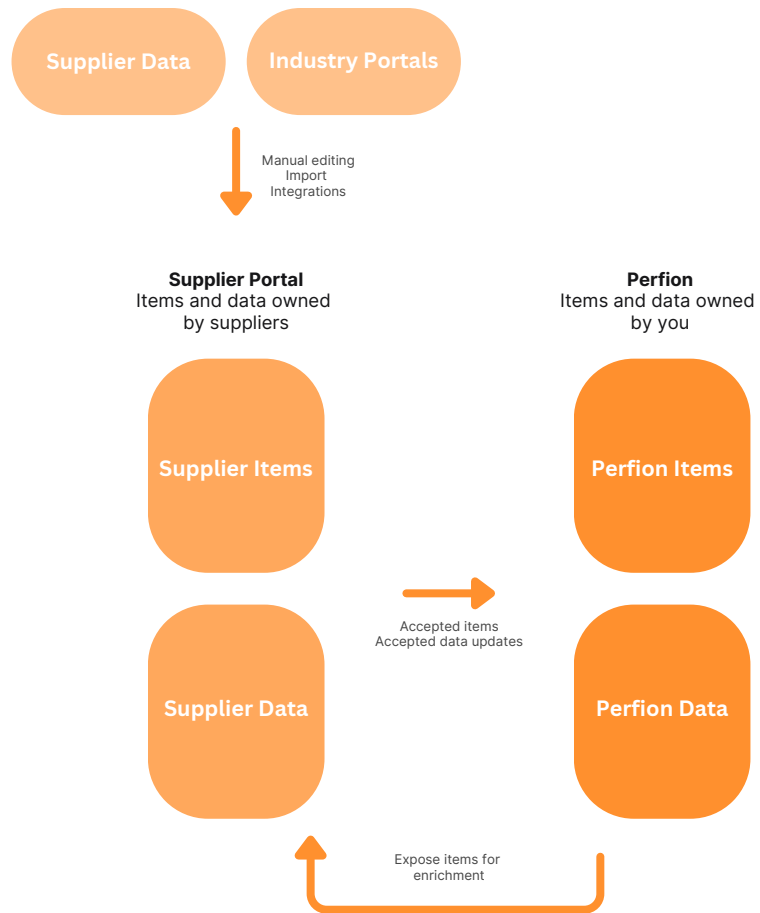 Supplier Data
Industry Portals
Manual editing
Import
Integrations
Supplier Portal
Items and data owned
by suppliers
Perfion
Items and data owned
by you
Supplier Items
Perfion Items
Accepted items
Accepted data updates
Supplier Data
Perfion Data
Expose items for
enrichment